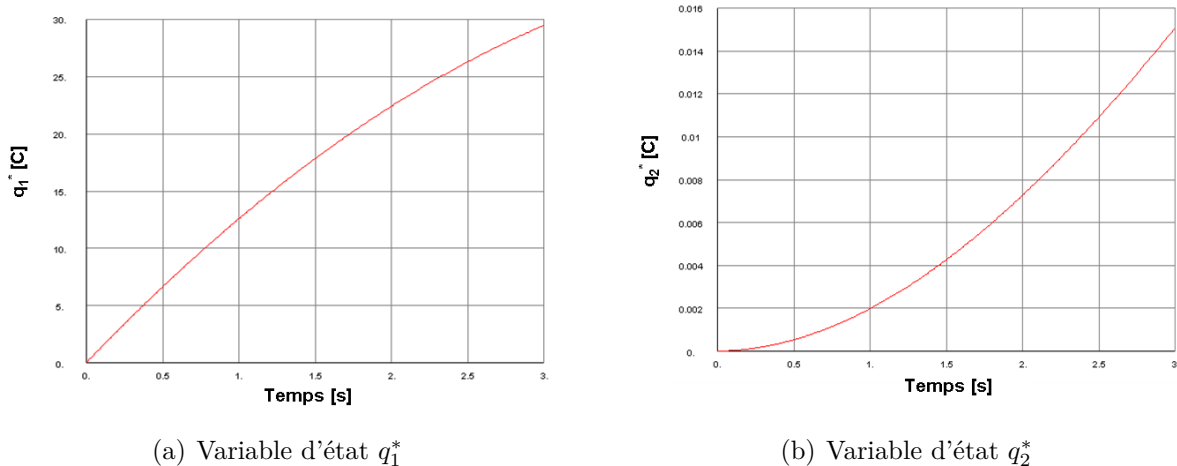 30.
25.
20.
15.
10.
5.
0.
q1* [C]
0. 0.5 1. 1.5 2. 2.5 3.
Temps [s]
(a) Variable d'état q1*
0.016
0.014
0.012
0.01
0.008
0.006
0.004
0.002
0.
q2* [C]
0. 0.5 1. 1.5 2. 2.5 3
Temps [s]
(b) Variable d'état q2*